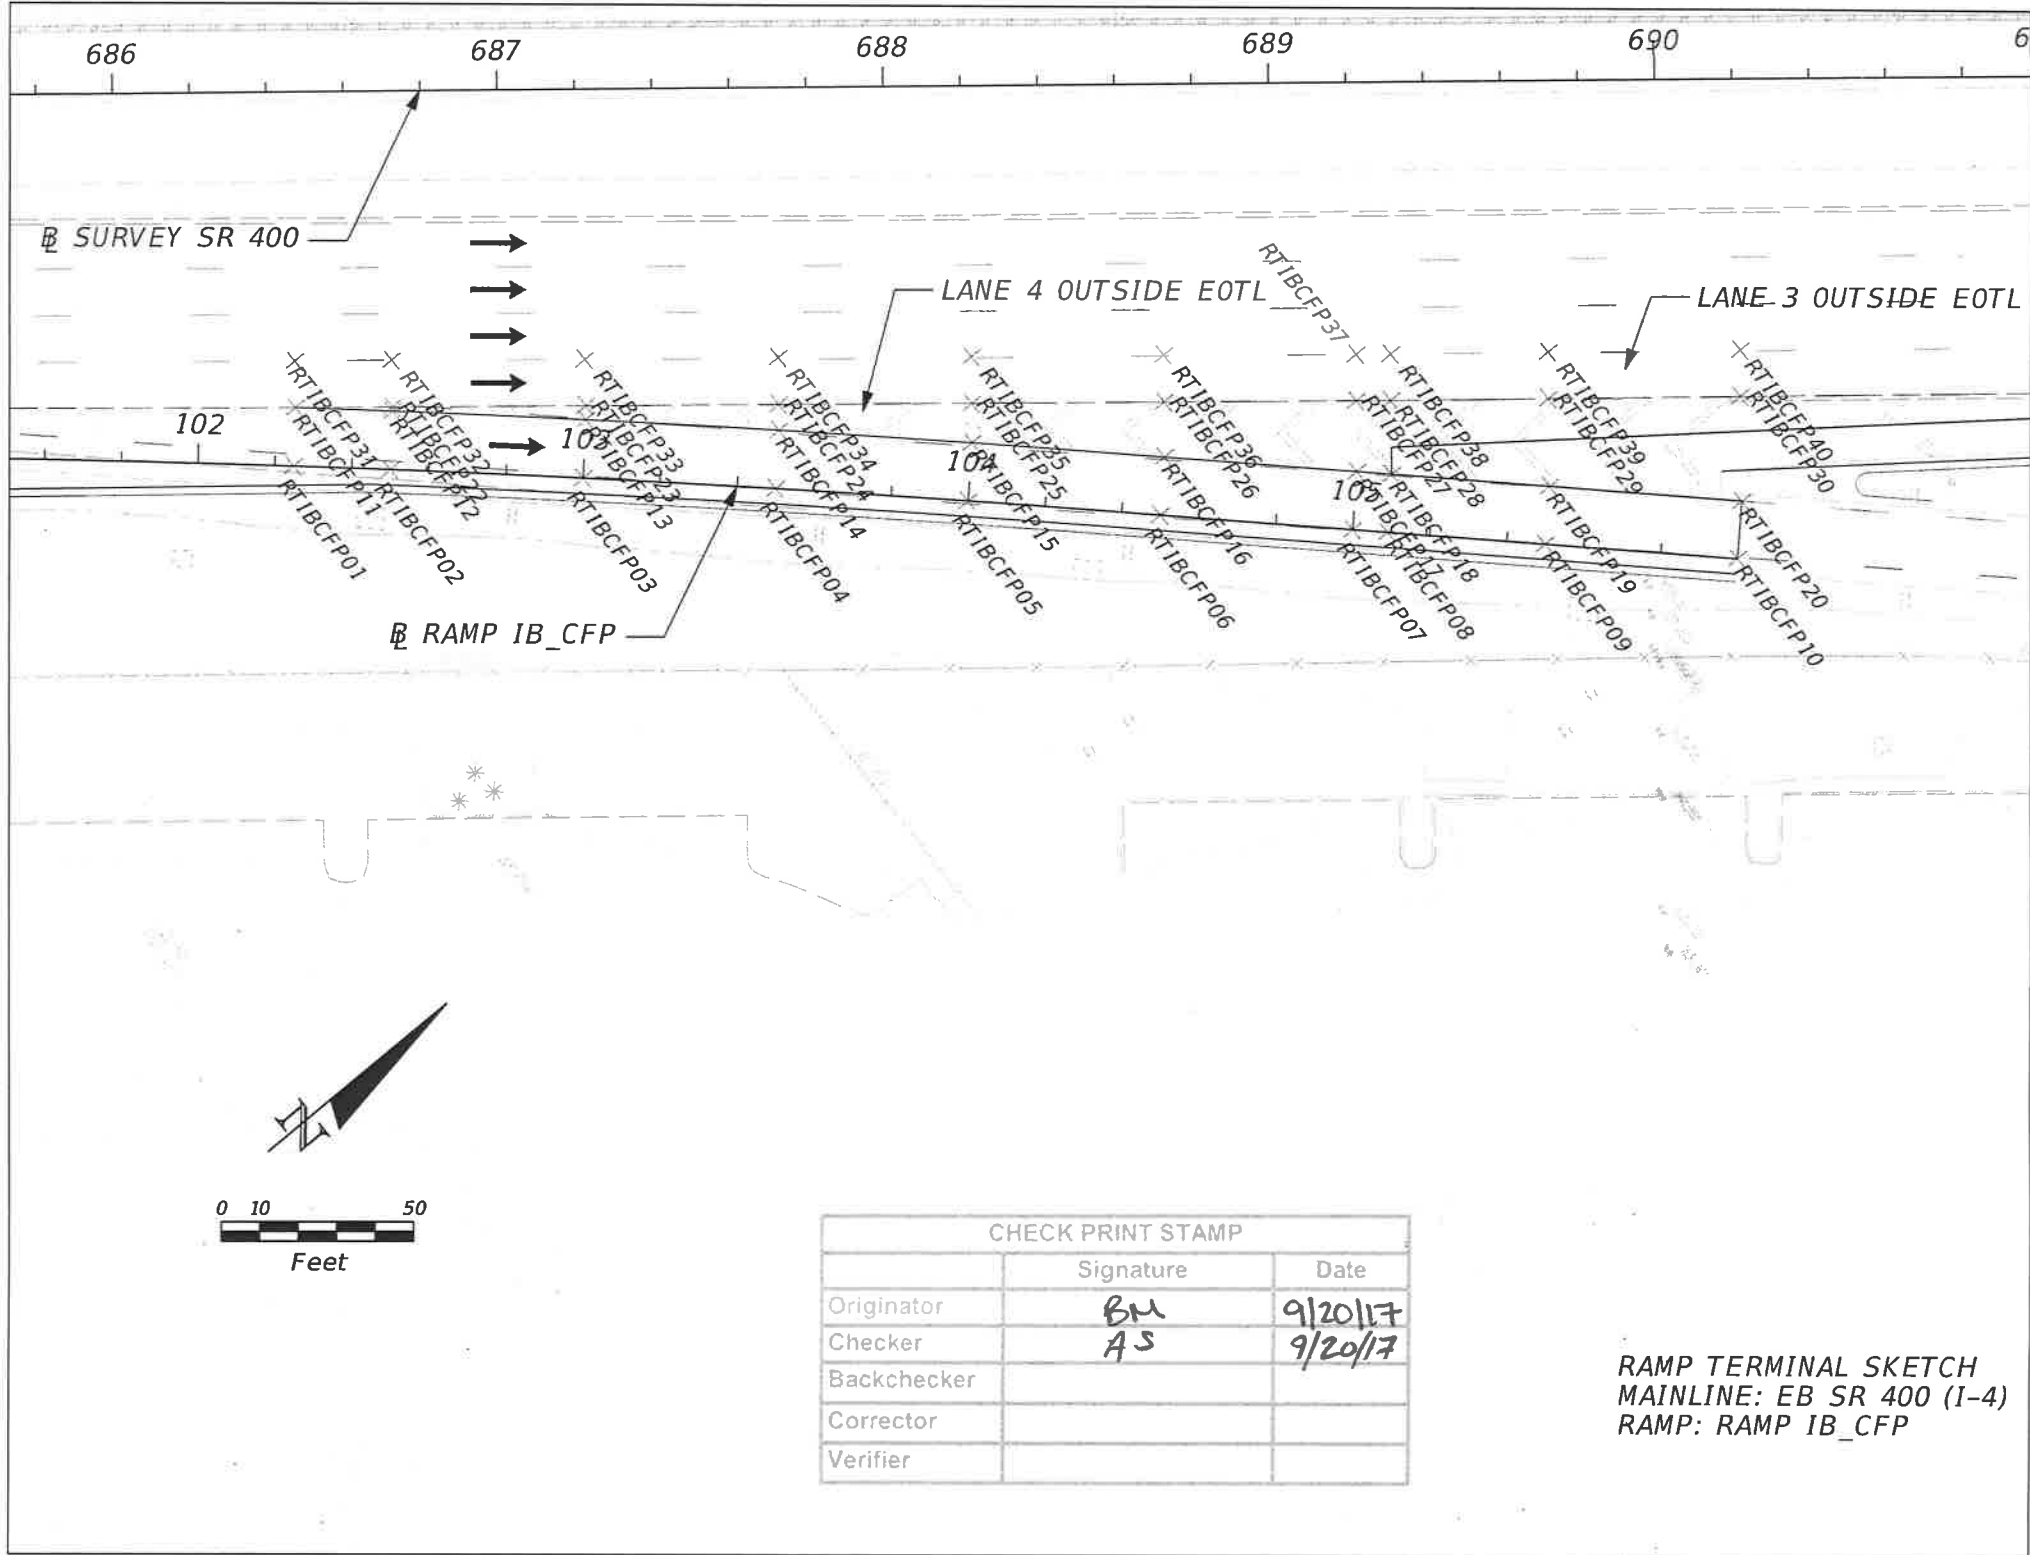 686 687 688 689 690 6
℄ SURVEY SR 400
LANE 4 OUTSIDE EOTL
LANE 3 OUTSIDE EOTL
RTIBCFP37
RTIBCFP31
RTIBCFP32
RTIBCFP33
RTIBCFP34
RTIBCFP35
RTIBCFP36
RTIBCFP38
RTIBCFP39
RTIBCFP40
RTIBCFP22
RTIBCFP23
RTIBCFP24
RTIBCFP25
RTIBCFP26
RTIBCFP27
RTIBCFP28
RTIBCFP29
RTIBCFP30
102 103 104 105
RTIBCFP11
RTIBCFP12
RTIBCFP13
RTIBCFP14
RTIBCFP15
RTIBCFP16
RTIBCFP17
RTIBCFP18
RTIBCFP19
RTIBCFP20
RTIBCFP01
RTIBCFP02
RTIBCFP03
RTIBCFP04
RTIBCFP05
RTIBCFP06
RTIBCFP07
RTIBCFP08
RTIBCFP09
RTIBCFP10
℄ RAMP IB_CFP
N
0 10 50
Feet
CHECK PRINT STAMP
Signature Date
Originator BM 9/20/17
Checker AS 9/20/17
Backchecker
Corrector
Verifier
RAMP TERMINAL SKETCH
MAINLINE: EB SR 400 (I-4)
RAMP: RAMP IB_CFP